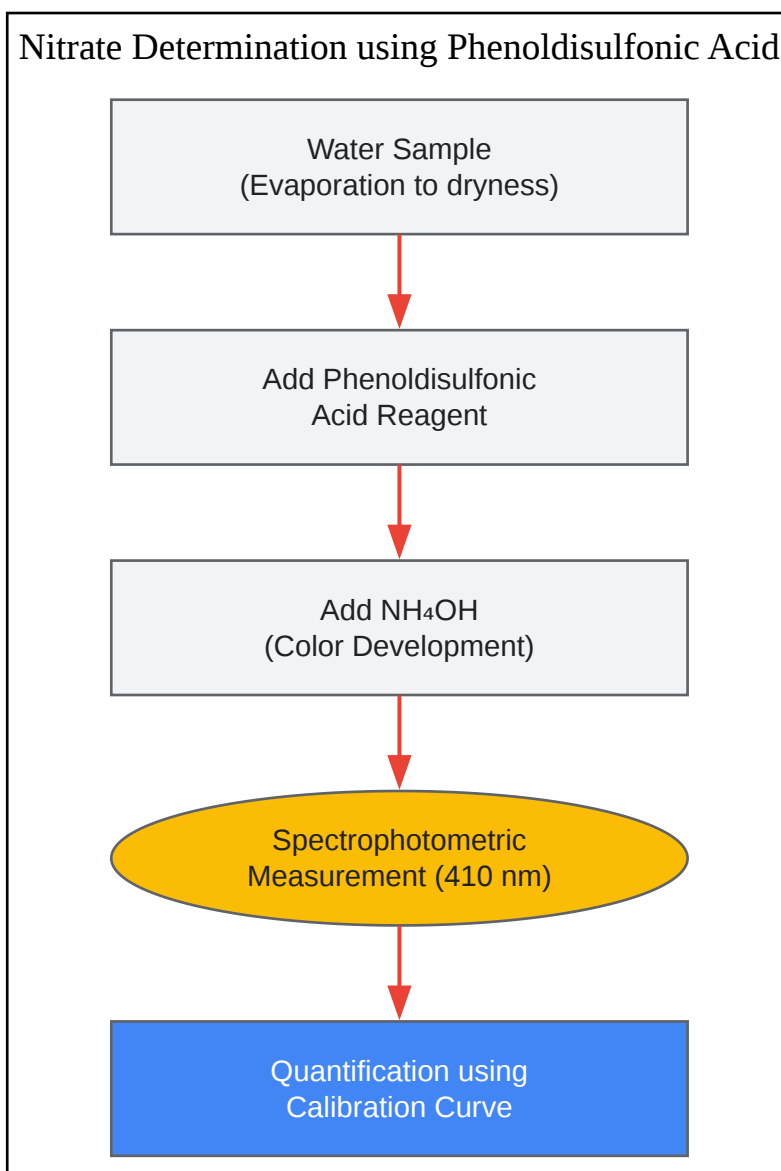 Nitrate Determination using Phenoldisulfonic Acid
Water Sample
(Evaporation to dryness)
Add Phenoldisulfonic
Acid Reagent
Add NH₄OH
(Color Development)
Spectrophotometric
Measurement (410 nm)
Quantification using
Calibration Curve